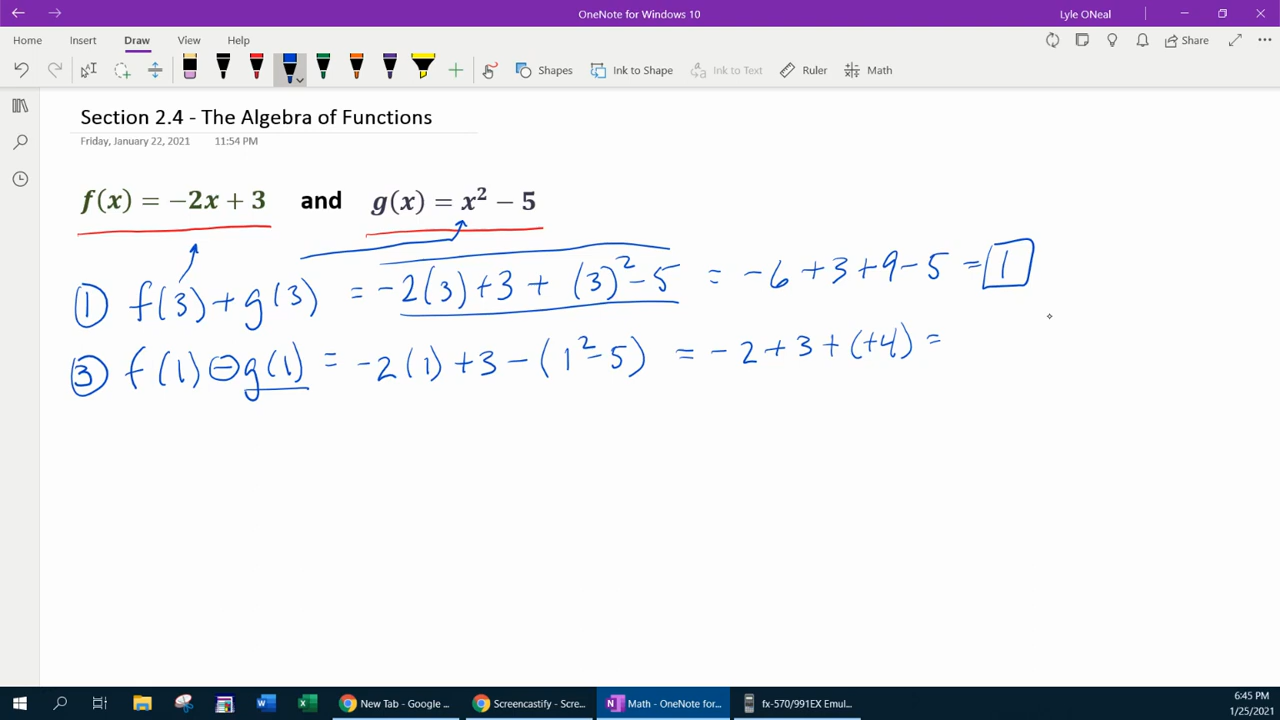 OneNote for Windows 10
Lyle ONeal
Home Insert Draw View Help
Share
Shapes Ink to Shape Ink to Text Ruler Math
Section 2.4 - The Algebra of Functions
Friday, January 22, 2021 11:54 PM
f(x) = −2x + 3 and g(x) = x² − 5
① f(3) + g(3) = -2(3) + 3 + (3)² - 5 = -6 + 3 + 9 - 5 = 1
③ f(1) ⊖ g(1) = -2(1) + 3 - (1² - 5) = -2 + 3 + (+4) =
New Tab - Google ... Screencastify - Scre... Math - OneNote for... fx-570/991EX Emul...
6:45 PM
1/25/2021